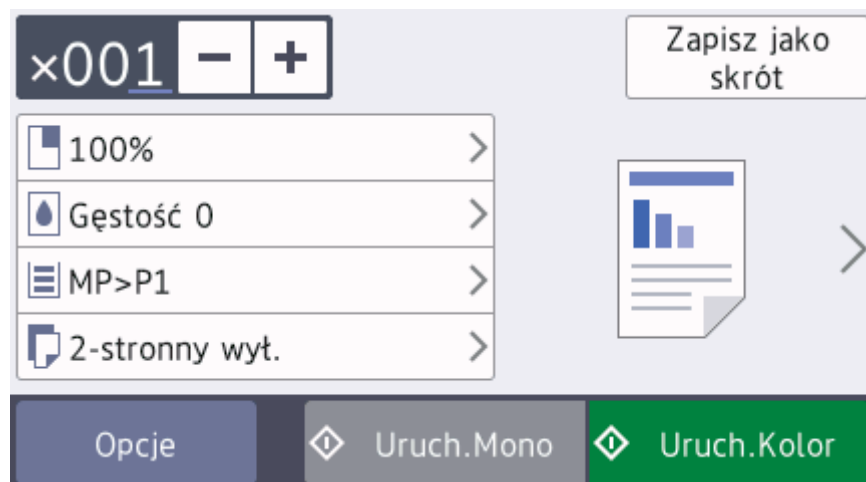 ×001 − +
Zapisz jako
skrót
100%
Gęstość 0
MP>P1
2-stronny wył.
Opcje
Uruch.Mono
Uruch.Kolor